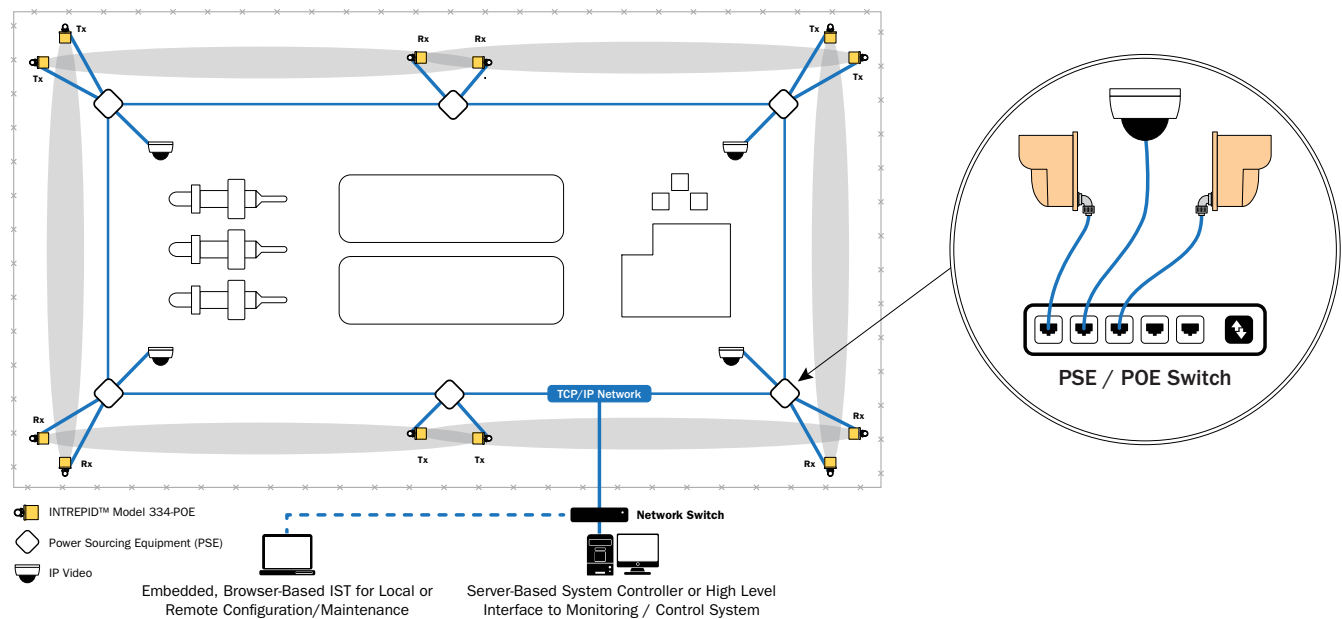 Tx
Tx
Rx
Rx
Tx
Tx
TCP/IP Network
Rx
Rx
Tx
Tx
Rx
Rx
PSE / POE Switch
INTREPID™ Model 334-POE
Power Sourcing Equipment (PSE)
IP Video
Network Switch
Embedded, Browser-Based IST for Local or
Remote Configuration/Maintenance
Server-Based System Controller or High Level
Interface to Monitoring / Control System